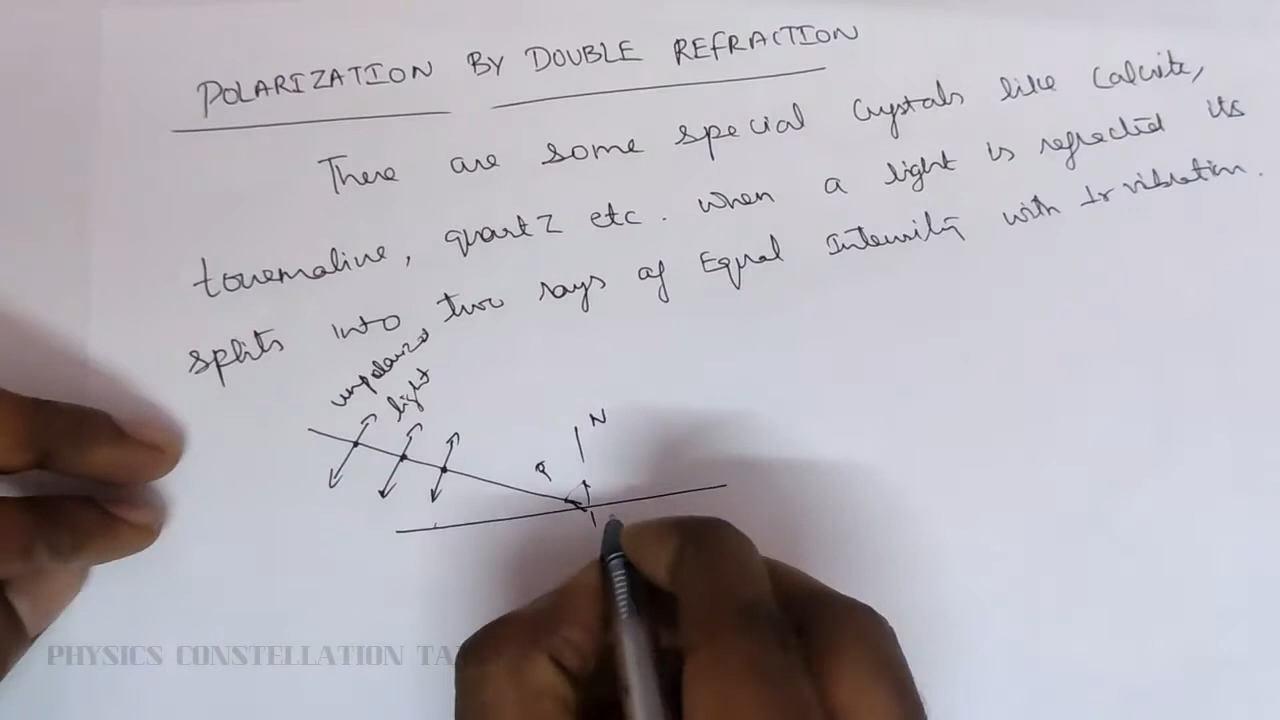 POLARIZATION BY DOUBLE REFRACTION
There are some special crystals like calcite,
tourmaline, quartz etc. When a light is refracted its
splits into two rays of Equal Intensity with ⊥r vibration.
unpolarized
light
N
PHYSICS CONSTELLATION TA